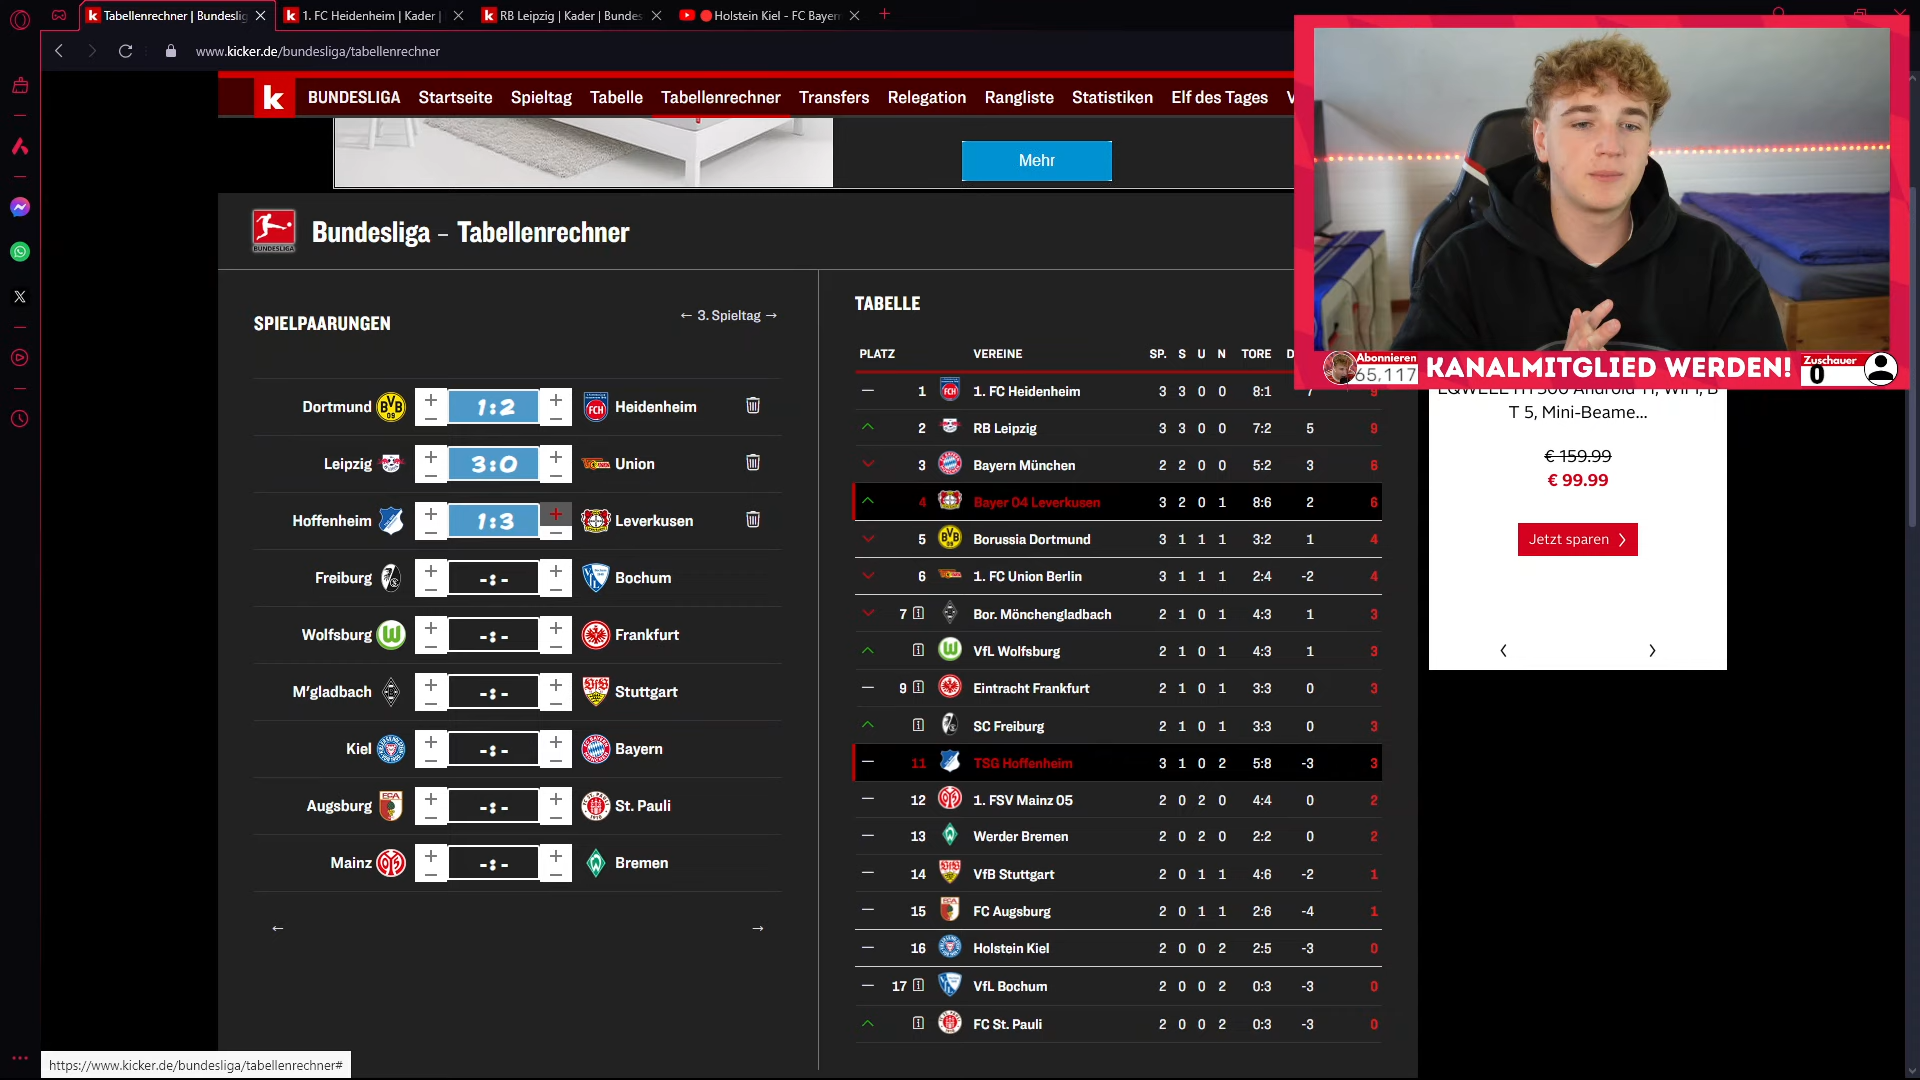 Tabellenrechner | Bundeslig
1. FC Heidenheim | Kader |
RB Leipzig | Kader | Bundes
Holstein Kiel - FC Bayern
www.kicker.de/bundesliga/tabellenrechner
k BUNDESLIGA Startseite Spieltag Tabelle Tabellenrechner Transfers Relegation Rangliste Statistiken Elf des Tages V
Mehr
BUNDESLIGA
Bundesliga – Tabellenrechner
SPIELPAARUNGEN
← 3. Spieltag →
Dortmund + − 1:2 + − Heidenheim
Leipzig + − 3:0 + − Union
Hoffenheim + − 1:3 + − Leverkusen
Freiburg + − -:- + − Bochum
Wolfsburg + − -:- + − Frankfurt
M'gladbach + − -:- + − Stuttgart
Kiel + − -:- + − Bayern
Augsburg + − -:- + − St. Pauli
Mainz + − -:- + − Bremen
← →
TABELLE
PLATZ VEREINE SP. S U N TORE D
1 1. FC Heidenheim 3 3 0 0 8:1 7 9
2 RB Leipzig 3 3 0 0 7:2 5 9
3 Bayern München 2 2 0 0 5:2 3 6
4 Bayer 04 Leverkusen 3 2 0 1 8:6 2 6
5 Borussia Dortmund 3 1 1 1 3:2 1 4
6 1. FC Union Berlin 3 1 1 1 2:4 -2 4
7 Bor. Mönchengladbach 2 1 0 1 4:3 1 3
VfL Wolfsburg 2 1 0 1 4:3 1 3
9 Eintracht Frankfurt 2 1 0 1 3:3 0 3
SC Freiburg 2 1 0 1 3:3 0 3
11 TSG Hoffenheim 3 1 0 2 5:8 -3 3
12 1. FSV Mainz 05 2 0 2 0 4:4 0 2
13 Werder Bremen 2 0 2 0 2:2 0 2
14 VfB Stuttgart 2 0 1 1 4:6 -2 1
15 FC Augsburg 2 0 1 1 2:6 -4 1
16 Holstein Kiel 2 0 0 2 2:5 -3 0
17 VfL Bochum 2 0 0 2 0:3 -3 0
FC St. Pauli 2 0 0 2 0:3 -3 0
Abonnieren
65,117
KANALMITGLIED WERDEN!
Zuschauer
0
T 5, Mini-Beame...
€ 159.99
€ 99.99
Jetzt sparen
https://www.kicker.de/bundesliga/tabellenrechner#